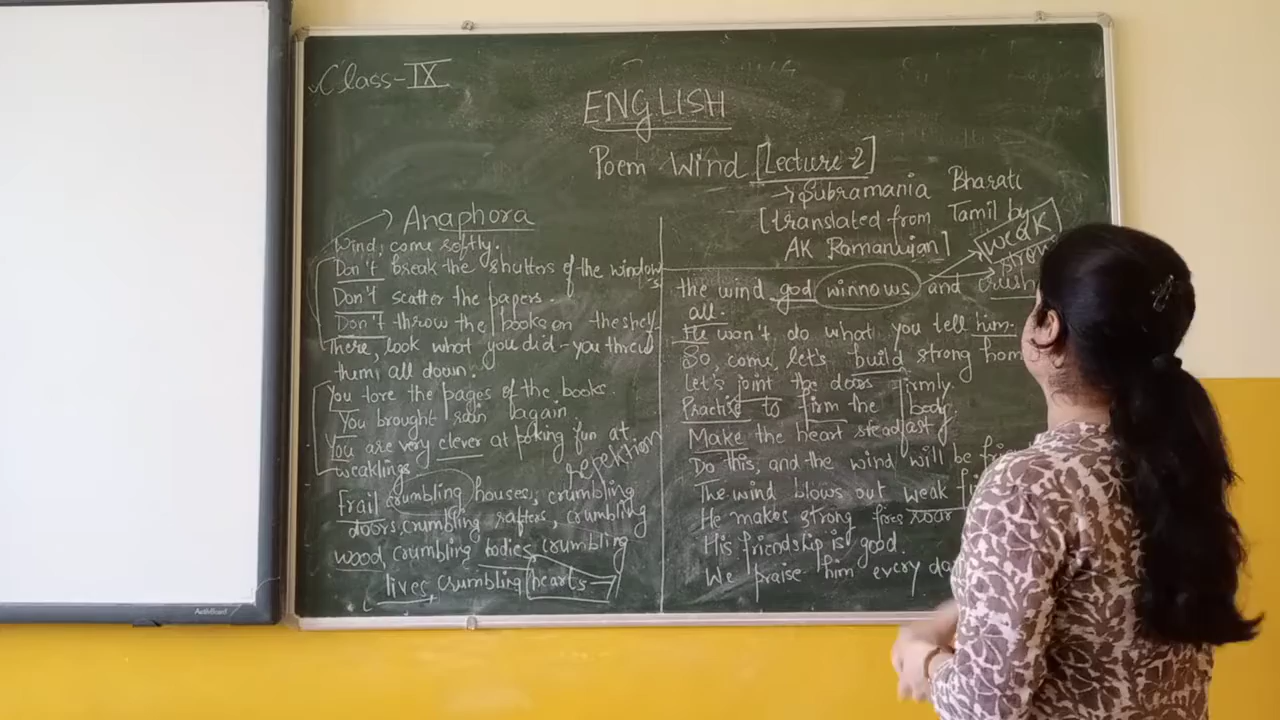 Class-IX
ENGLISH
Poem Wind [Lecture-2]
→ Subramania Bharati
[translated from Tamil by
AK Ramanujan]
→ Anaphora
Wind, come softly.
Don't break the shutters of the windows
Don't scatter the papers.
Don't throw the books on the shelf
There, look what you did - you threw
them, all down.
You tore the pages of the books.
You brought rain again.
You are very clever at poking fun at
weaklings
repetition
Frail crumbling houses, crumbling
doors, crumbling rafters, crumbling
wood, crumbling bodies, crumbling
lives, crumbling hearts
weak
the wind god winnows and crush
all.
He won't do what you tell him.
So, come, let's build strong hom
Let's joint the doors firmly.
Practise to firm the body.
Make the heart steadfast
Do this, and the wind will be
The wind blows out weak
He makes strong fires roar
His friendship is good.
We praise him every
ActivBoard